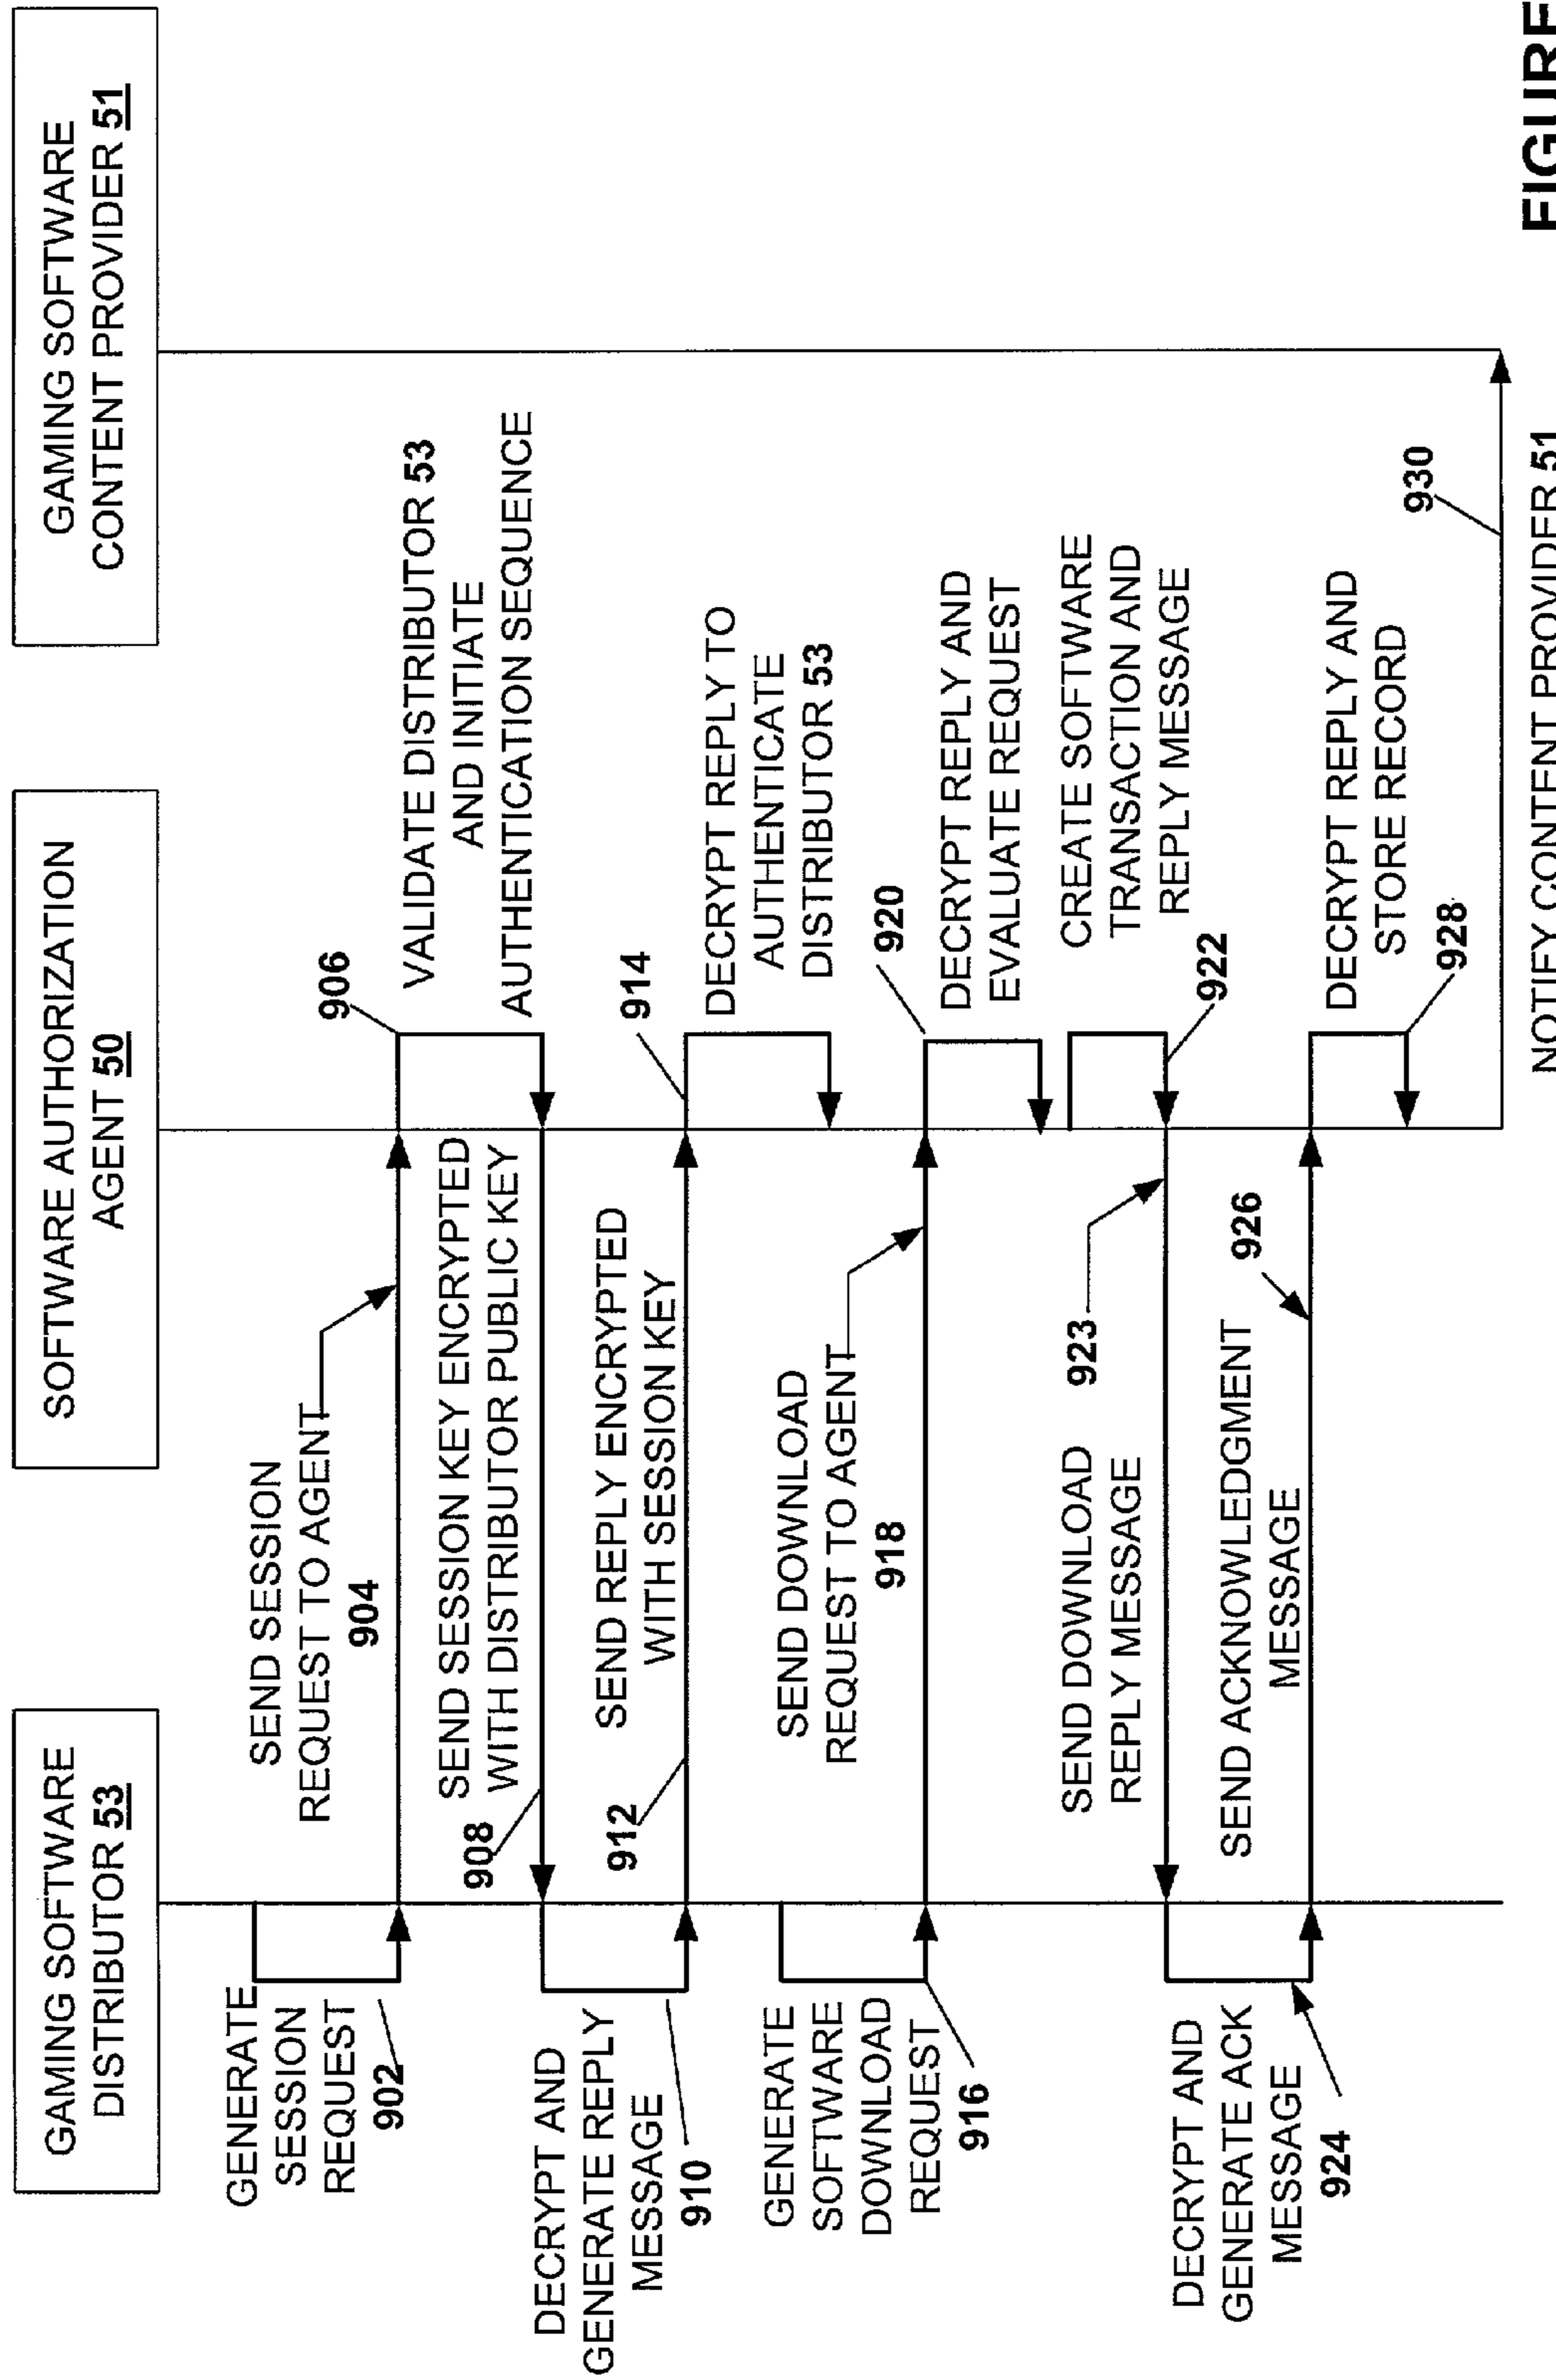 GAMING SOFTWARE
DISTRIBUTOR 53
SOFTWARE AUTHORIZATION
AGENT 50
GAMING SOFTWARE
CONTENT PROVIDER 51
GENERATE
SESSION
REQUEST
902
SEND SESSION
REQUEST TO AGENT
904
906
VALIDATE DISTRIBUTOR 53
AND INITIATE
AUTHENTICATION SEQUENCE
SEND SESSION KEY ENCRYPTED
WITH DISTRIBUTOR PUBLIC KEY
908
DECRYPT AND
GENERATE REPLY
MESSAGE
910
SEND REPLY ENCRYPTED
WITH SESSION KEY
912
914
DECRYPT REPLY TO
AUTHENTICATE
DISTRIBUTOR 53
GENERATE
SOFTWARE
DOWNLOAD
REQUEST
916
SEND DOWNLOAD
REQUEST TO AGENT
918
920
DECRYPT REPLY AND
EVALUATE REQUEST
CREATE SOFTWARE
TRANSACTION AND
REPLY MESSAGE
922
SEND DOWNLOAD
REPLY MESSAGE
923
DECRYPT AND
GENERATE ACK
MESSAGE
924
SEND ACKNOWLEDGMENT
MESSAGE
926
DECRYPT REPLY AND
STORE RECORD
928
930
NOTIFY CONTENT PROVIDER 51
FIGURE